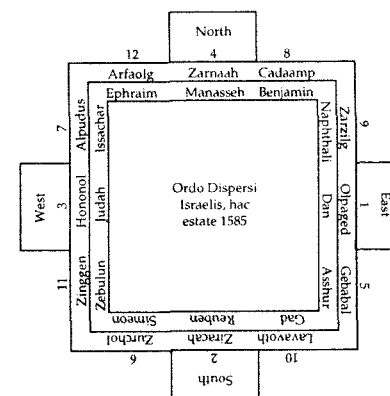 North
12 4 8
Arfaolg Zarnaah Cadaamp
Ephraim Manasseh Benjamin
7 Alpudus Issachar
Naphthali Zarzilg 9
West 3 Hononol Judah
Ordo Dispersi
Israelis, hac
estate 1585
Dan Olpaged 1 East
11 Zinggen Zebulun
Asshur Gebabal 5
Simeon Reuben Gad
Zurchol Ziracah Lavavoth
6 2 10
South